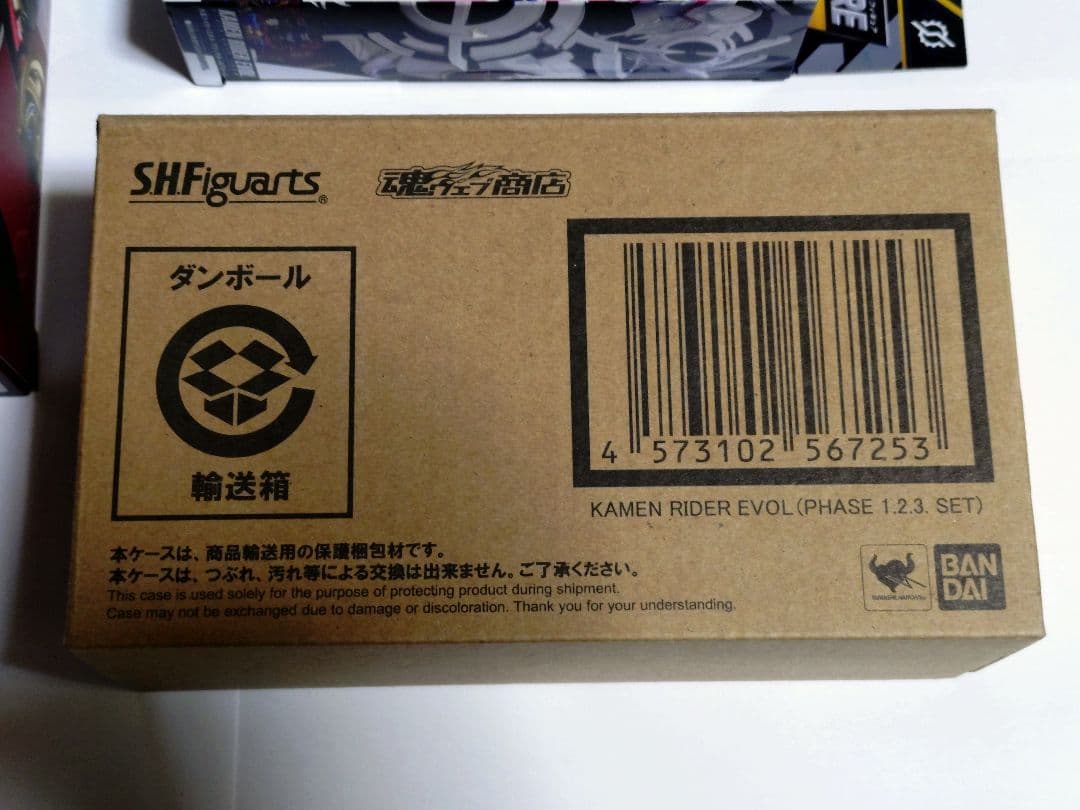 RE
S.H.Figuarts®
魂ウェブ商店
ダンボール
輸送箱
4 573102 567253
KAMEN RIDER EVOL(PHASE 1.2.3. SET)
本ケースは、商品輸送用の保護梱包材です。
本ケースは、つぶれ、汚れ等による交換は出来ません。ご了承ください。
This case is used solely for the purpose of protecting product during shipment.
Case may not be exchanged due to damage or discoloration. Thank you for your understanding.
BAN
DAI